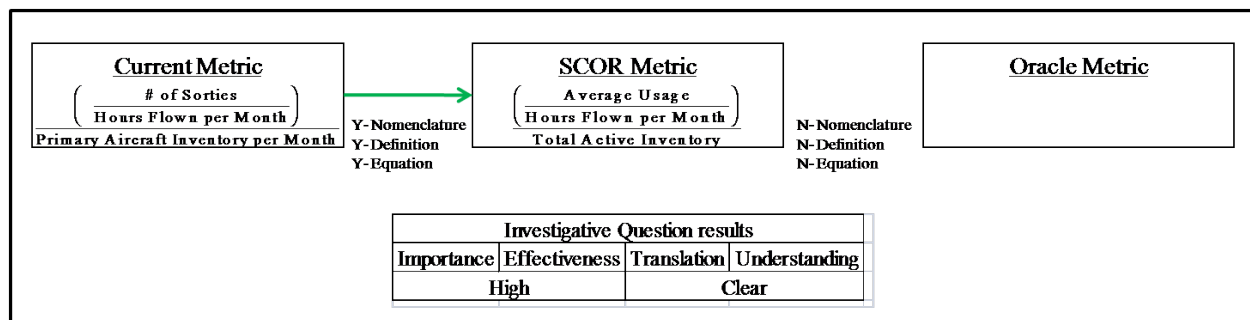 Current Metric
# of Sorties
Hours Flown per Month
Primary Aircraft Inventory per Month
Y-Nomenclature
Y-Definition
Y-Equation
SCOR Metric
Average Usage
Hours Flown per Month
Total Active Inventory
N-Nomenclature
N-Definition
N-Equation
Oracle Metric
Investigative Question results
Importance Effectiveness Translation Understanding
High Clear